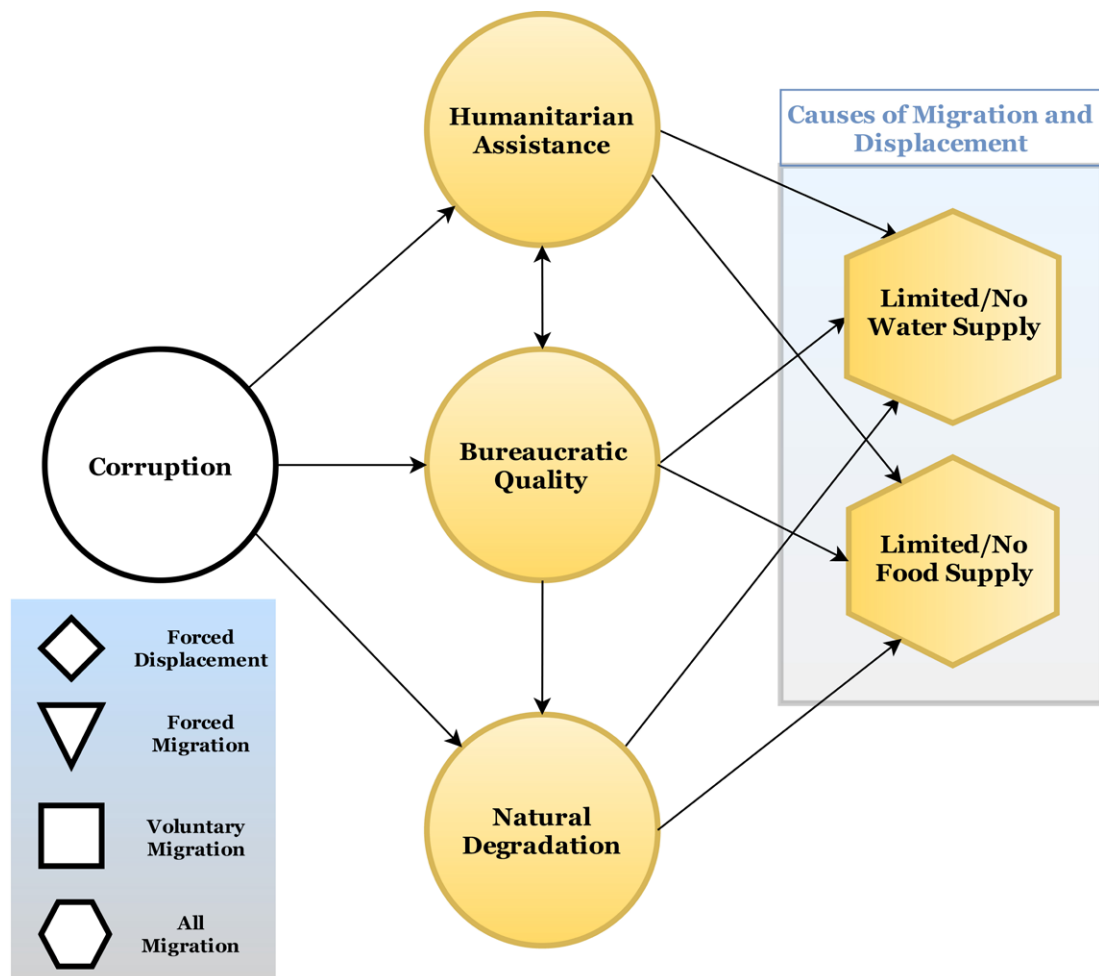 Humanitarian
Assistance
Causes of Migration and
Displacement
Limited/No
Water Supply
Corruption
Bureaucratic
Quality
Limited/No
Food Supply
Natural
Degradation
Forced
Displacement
Forced
Migration
Voluntary
Migration
All
Migration